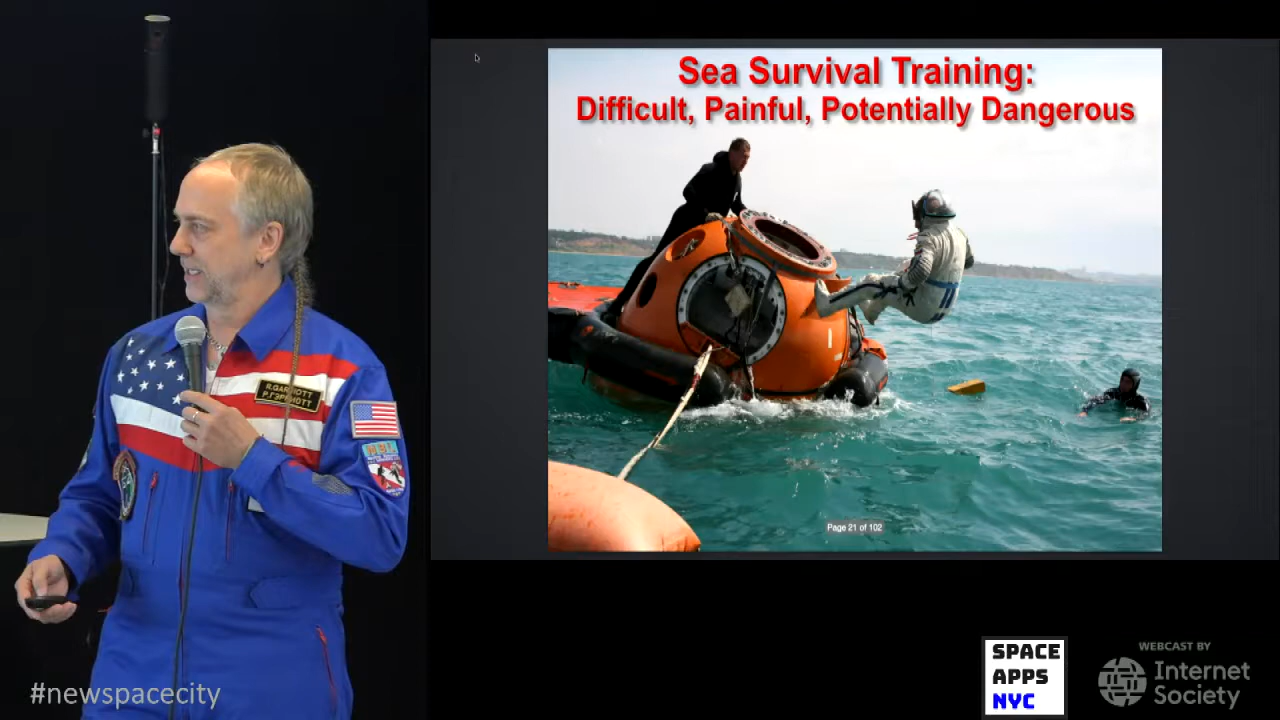 Sea Survival Training:
Difficult, Painful, Potentially Dangerous
R.GARRIOTT
Р.ГЭРРИОТТ
Page 21 of 102
#newspacecity
SPACE
APPS
NYC
WEBCAST BY
Internet
Society